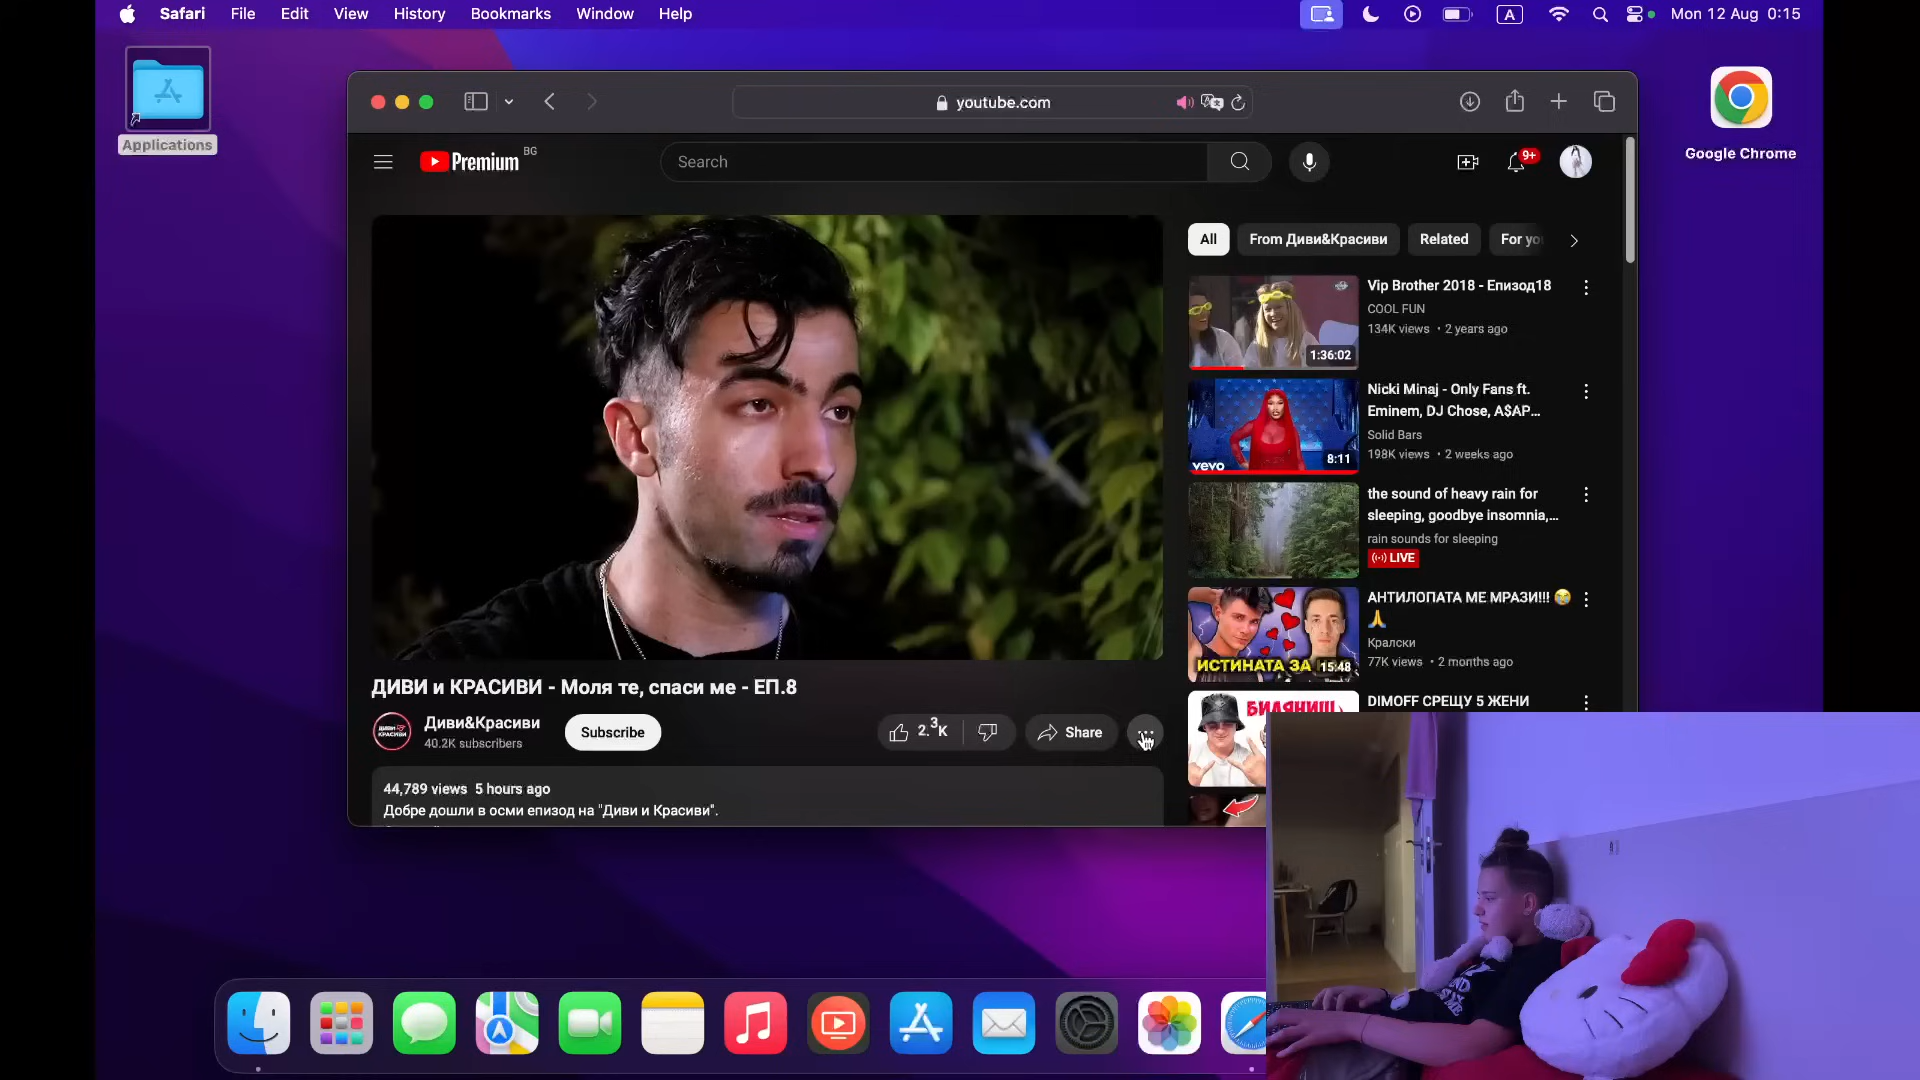 Safari File Edit View History Bookmarks Window Help
A
Mon 12 Aug 0:15
Applications
Google Chrome
youtube.com
Premium BG
Search
9+
All
From Диви&Красиви
Related
For you
Vip Brother 2018 - Епизод18
COOL FUN
134K views • 2 years ago
1:36:02
Nicki Minaj - Only Fans ft.
Eminem, DJ Chose, A$AP...
Solid Bars
198K views • 2 weeks ago
vevo
8:11
the sound of heavy rain for
sleeping, goodbye insomnia,...
rain sounds for sleeping
LIVE
АНТИЛОПАТА МЕ МРАЗИ!!! 😭
🙏
Кралски
77K views • 2 months ago
ИСТИНАТА ЗА
15:48
DIMOFF СРЕЩУ 5 ЖЕНИ
ДИВИ и КРАСИВИ - Моля те, спаси ме - ЕП.8
Диви&Красиви
40.2K subscribers
Subscribe
2.3K
Share
44,789 views 5 hours ago
Добре дошли в осми епизод на "Диви и Красиви".